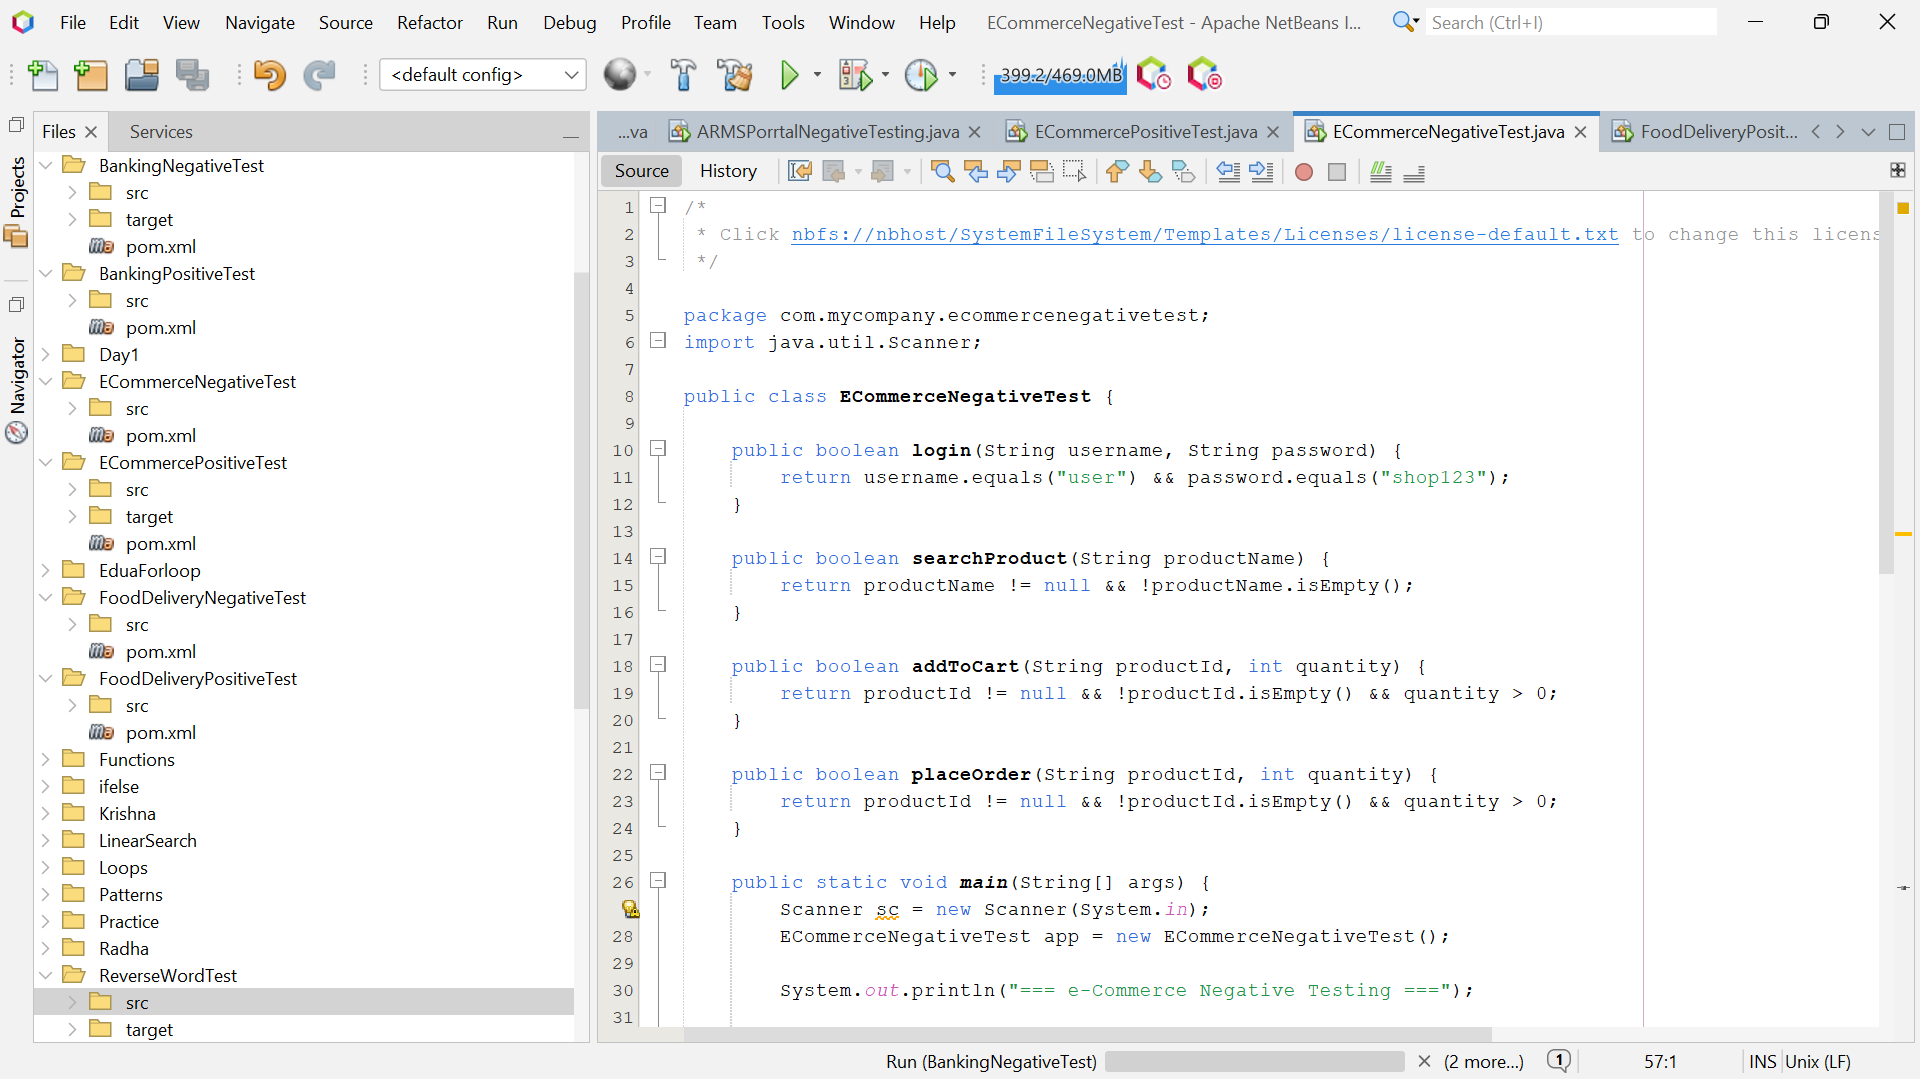 File Edit View Navigate Source Refactor Run Debug Profile Team Tools Window Help ECommerceNegativeTest - Apache NetBeans I... Search (Ctrl+I)
<default config> 399.2/469.0MB
Files Services
Projects
Navigator
BankingNegativeTest
src
target
pom.xml
BankingPositiveTest
src
pom.xml
Day1
ECommerceNegativeTest
src
pom.xml
ECommercePositiveTest
src
target
pom.xml
EduaForloop
FoodDeliveryNegativeTest
src
pom.xml
FoodDeliveryPositiveTest
src
pom.xml
Functions
ifelse
Krishna
LinearSearch
Loops
Patterns
Practice
Radha
ReverseWordTest
src
target
...va ARMSPorrtalNegativeTesting.java ECommercePositiveTest.java ECommerceNegativeTest.java FoodDeliveryPosit...
Source History
1 /*
2 * Click nbfs://nbhost/SystemFileSystem/Templates/Licenses/license-default.txt to change this licens
3 */
4
5 package com.mycompany.ecommercenegativetest;
6 import java.util.Scanner;
7
8 public class ECommerceNegativeTest {
9
10 public boolean login(String username, String password) {
11 return username.equals("user") && password.equals("shop123");
12 }
13
14 public boolean searchProduct(String productName) {
15 return productName != null && !productName.isEmpty();
16 }
17
18 public boolean addToCart(String productId, int quantity) {
19 return productId != null && !productId.isEmpty() && quantity > 0;
20 }
21
22 public boolean placeOrder(String productId, int quantity) {
23 return productId != null && !productId.isEmpty() && quantity > 0;
24 }
25
26 public static void main(String[] args) {
Scanner sc = new Scanner(System.in);
28 ECommerceNegativeTest app = new ECommerceNegativeTest();
29
30 System.out.println("=== e-Commerce Negative Testing ===");
31
Run (BankingNegativeTest) (2 more...) 1 57:1 INS Unix (LF)